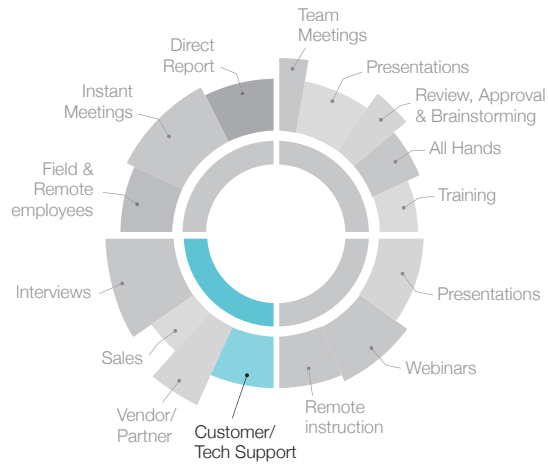 Team
Meetings
Presentations
Review, Approval
& Brainstorming
All Hands
Training
Presentations
Webinars
Remote
instruction
Customer/
Tech Support
Vendor/
Partner
Sales
Interviews
Field &
Remote
employees
Instant
Meetings
Direct
Report